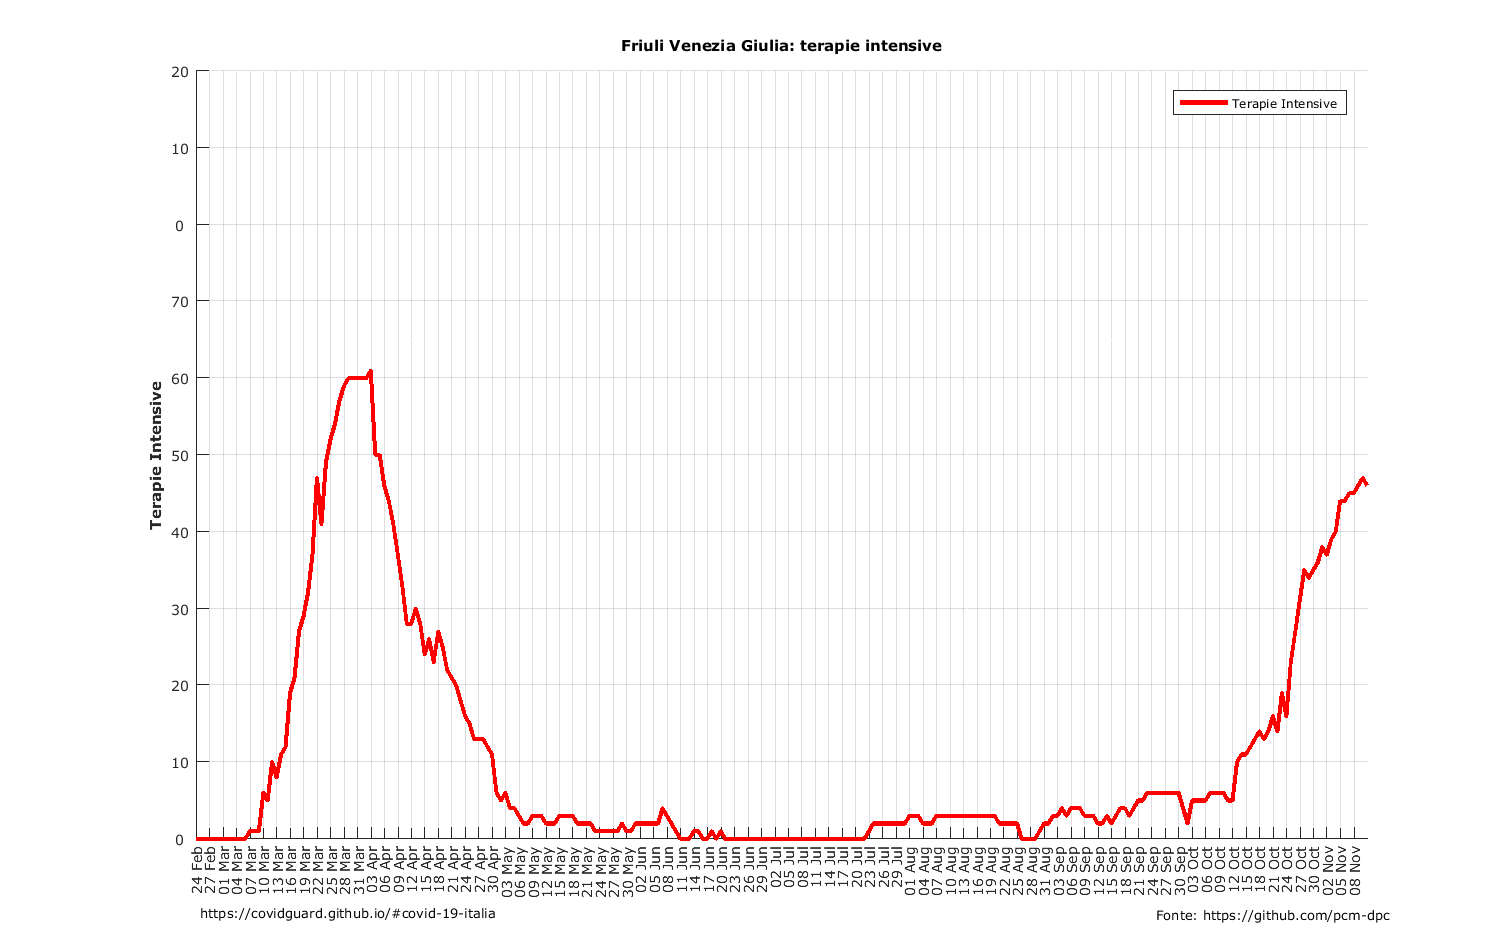 Friuli Venezia Giulia: terapie intensive
Terapie Intensive
20
10
0
70
60
50
40
30
20
10
0
Terapie Intensive
24 Feb
27 Feb
01 Mar
04 Mar
07 Mar
10 Mar
13 Mar
16 Mar
19 Mar
22 Mar
25 Mar
28 Mar
31 Mar
03 Apr
06 Apr
09 Apr
12 Apr
15 Apr
18 Apr
21 Apr
24 Apr
27 Apr
30 Apr
03 May
06 May
09 May
12 May
15 May
18 May
21 May
24 May
27 May
30 May
02 Jun
05 Jun
08 Jun
11 Jun
14 Jun
17 Jun
20 Jun
23 Jun
26 Jun
29 Jun
02 Jul
05 Jul
08 Jul
11 Jul
14 Jul
17 Jul
20 Jul
23 Jul
26 Jul
29 Jul
01 Aug
04 Aug
07 Aug
10 Aug
13 Aug
16 Aug
19 Aug
22 Aug
25 Aug
28 Aug
31 Aug
03 Sep
06 Sep
09 Sep
12 Sep
15 Sep
18 Sep
21 Sep
24 Sep
27 Sep
30 Sep
03 Oct
06 Oct
09 Oct
12 Oct
15 Oct
18 Oct
21 Oct
24 Oct
27 Oct
30 Oct
02 Nov
05 Nov
08 Nov
https://covidguard.github.io/#covid-19-italia
Fonte: https://github.com/pcm-dpc